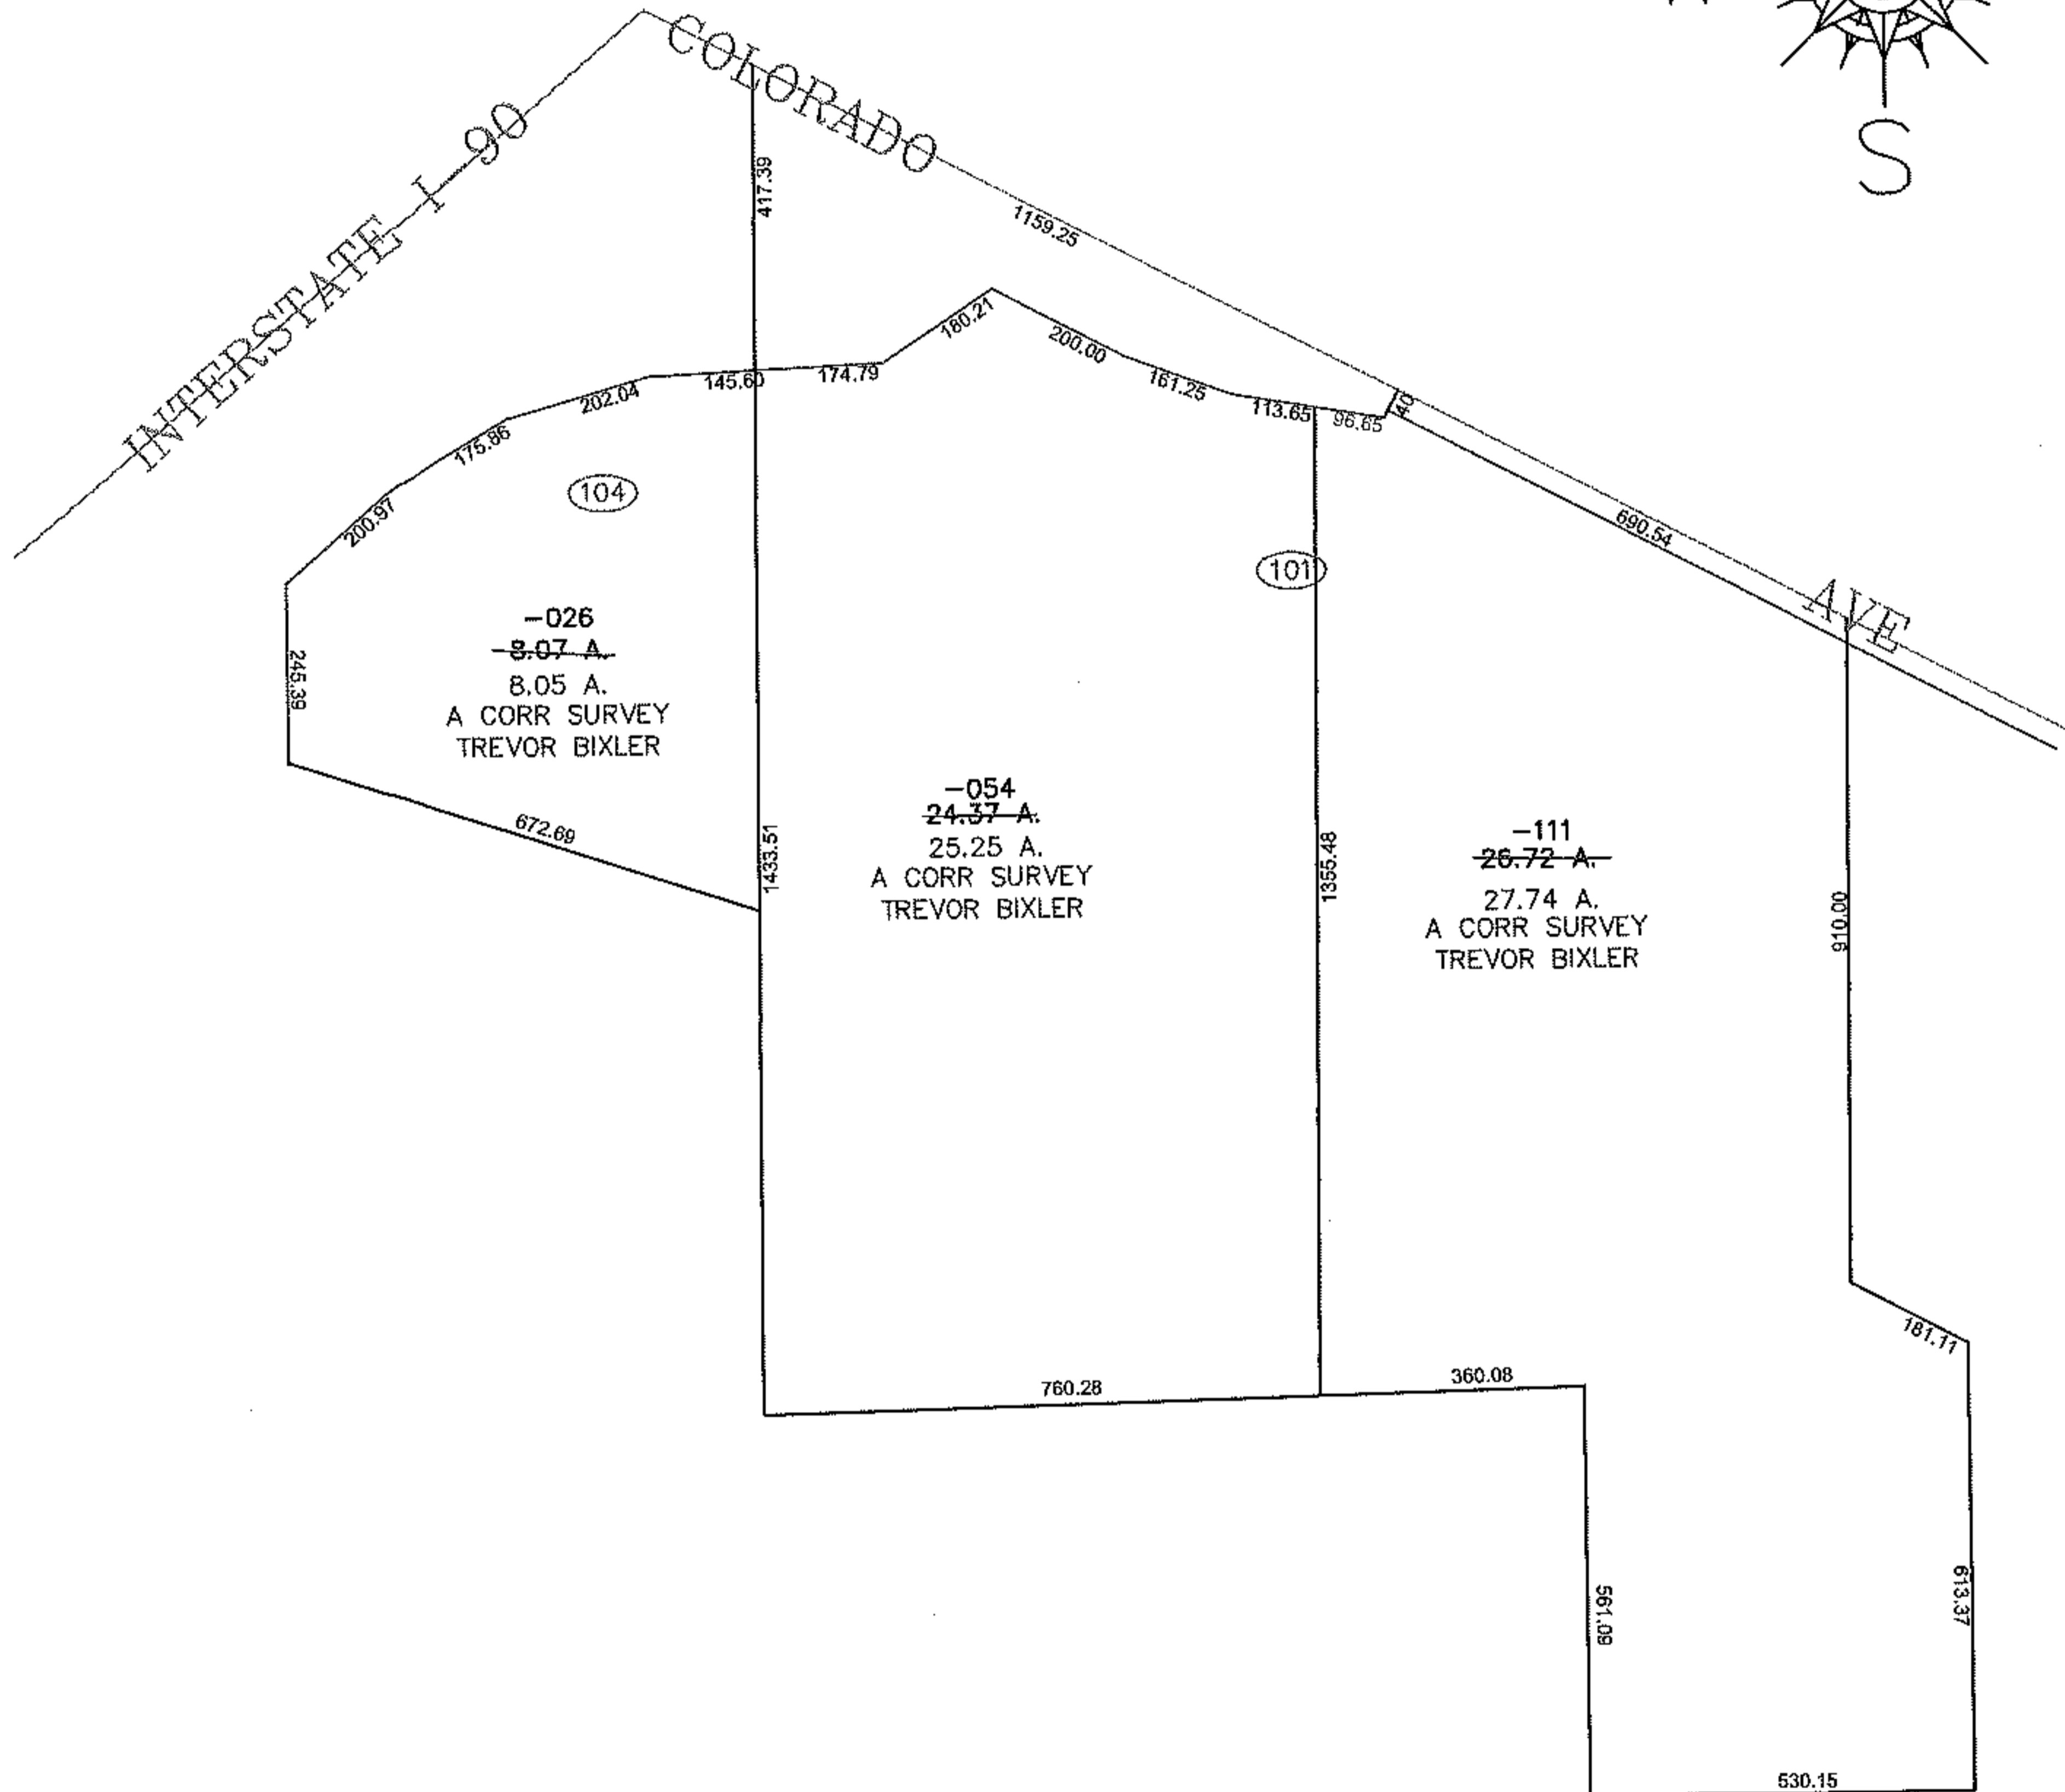 COLORADO
S
INTERSTATE I-90
417.39
1159.25
180.21
200.00
174.79
145.60
161.25
202.04
113.65
96.65
40
175.86
104
200.97
690.54
101
-026
8.07 A.
8.05 A.
A CORR SURVEY
TREVOR BIXLER
AVE
245.39
672.69
1433.51
-054
24.37 A.
25.25 A.
A CORR SURVEY
TREVOR BIXLER
1355.48
-111
26.72 A.
27.74 A.
A CORR SURVEY
TREVOR BIXLER
910.00
181.11
760.28
360.08
561.09
613.37
530.15